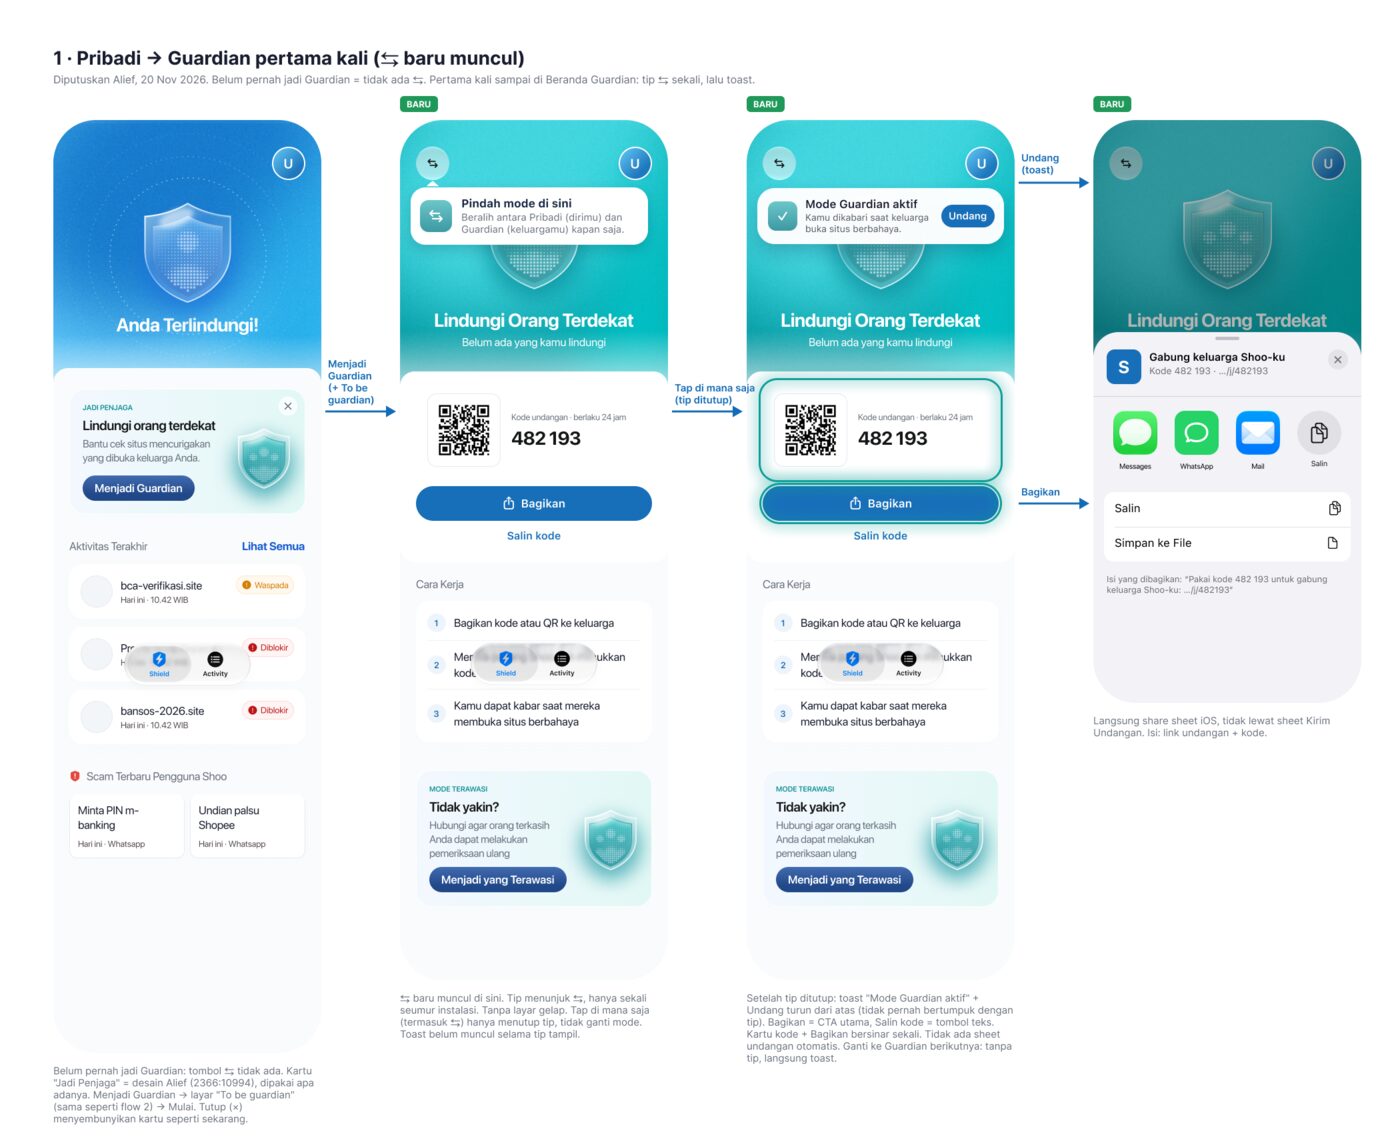 1 · Pribadi → Guardian pertama kali (⇆ baru muncul)
Diputuskan Alief, 20 Nov 2026. Belum pernah jadi Guardian = tidak ada ⇆. Pertama kali sampai di Beranda Guardian: tip ⇆ sekali, lalu toast.
U
Anda Terlindungi!
JADI PENJAGA
Lindungi orang terdekat
Bantu cek situs mencurigakan
yang dibuka keluarga Anda.
Menjadi Guardian
Aktivitas Terakhir
Lihat Semua
bca-verifikasi.site
Hari ini · 10.42 WIB
Waspada
Diblokir
Shield
Activity
bansos-2026.site
Hari ini · 10.42 WIB
Diblokir
Scam Terbaru Pengguna Shoo
Minta PIN m-
banking
Hari ini · Whatsapp
Undian palsu
Shopee
Hari ini · Whatsapp
Belum pernah jadi Guardian: tombol ⇆ tidak ada. Kartu
"Jadi Penjaga" = desain Alief (2366:10994), dipakai apa
adanya. Menjadi Guardian → layar "To be guardian"
(sama seperti flow 2) → Mulai. Tutup (×)
menyembunyikan kartu seperti sekarang.
Menjadi
Guardian
(+ To be
guardian)
BARU
U
Pindah mode di sini
Beralih antara Pribadi (dirimu) dan
Guardian (keluargamu) kapan saja.
Lindungi Orang Terdekat
Belum ada yang kamu lindungi
Kode undangan · berlaku 24 jam
482 193
Bagikan
Salin kode
Cara Kerja
1 Bagikan kode atau QR ke keluarga
2
Shield
Activity
3 Kamu dapat kabar saat mereka
membuka situs berbahaya
MODE TERAWASI
Tidak yakin?
Hubungi agar orang terkasih
Anda dapat melakukan
pemeriksaan ulang
Menjadi yang Terawasi
⇆ baru muncul di sini. Tip menunjuk ⇆, hanya sekali
seumur instalasi. Tanpa layar gelap. Tap di mana saja
(termasuk ⇆) hanya menutup tip, tidak ganti mode.
Toast belum muncul selama tip tampil.
Tap di mana saja
(tip ditutup)
BARU
U
Mode Guardian aktif
Kamu dikabari saat keluarga
buka situs berbahaya.
Undang
Lindungi Orang Terdekat
Belum ada yang kamu lindungi
Kode undangan · berlaku 24 jam
482 193
Bagikan
Salin kode
Cara Kerja
1 Bagikan kode atau QR ke keluarga
2
Shield
Activity
3 Kamu dapat kabar saat mereka
membuka situs berbahaya
MODE TERAWASI
Tidak yakin?
Hubungi agar orang terkasih
Anda dapat melakukan
pemeriksaan ulang
Menjadi yang Terawasi
Setelah tip ditutup: toast "Mode Guardian aktif" +
Undang turun dari atas (tidak pernah bertumpuk dengan
tip). Bagikan = CTA utama, Salin kode = tombol teks.
Kartu kode + Bagikan bersinar sekali. Tidak ada sheet
undangan otomatis. Ganti ke Guardian berikutnya: tanpa
tip, langsung toast.
Undang
(toast)
Bagikan
BARU
U
Lindungi Orang Terdekat
S
Gabung keluarga Shoo-ku
Kode 482 193 · .../j/482193
Messages
WhatsApp
Mail
Salin
Salin
Simpan ke File
Isi yang dibagikan: "Pakai kode 482 193 untuk gabung
keluarga Shoo-ku: .../j/482193"
Langsung share sheet iOS, tidak lewat sheet Kirim
Undangan. Isi: link undangan + kode.